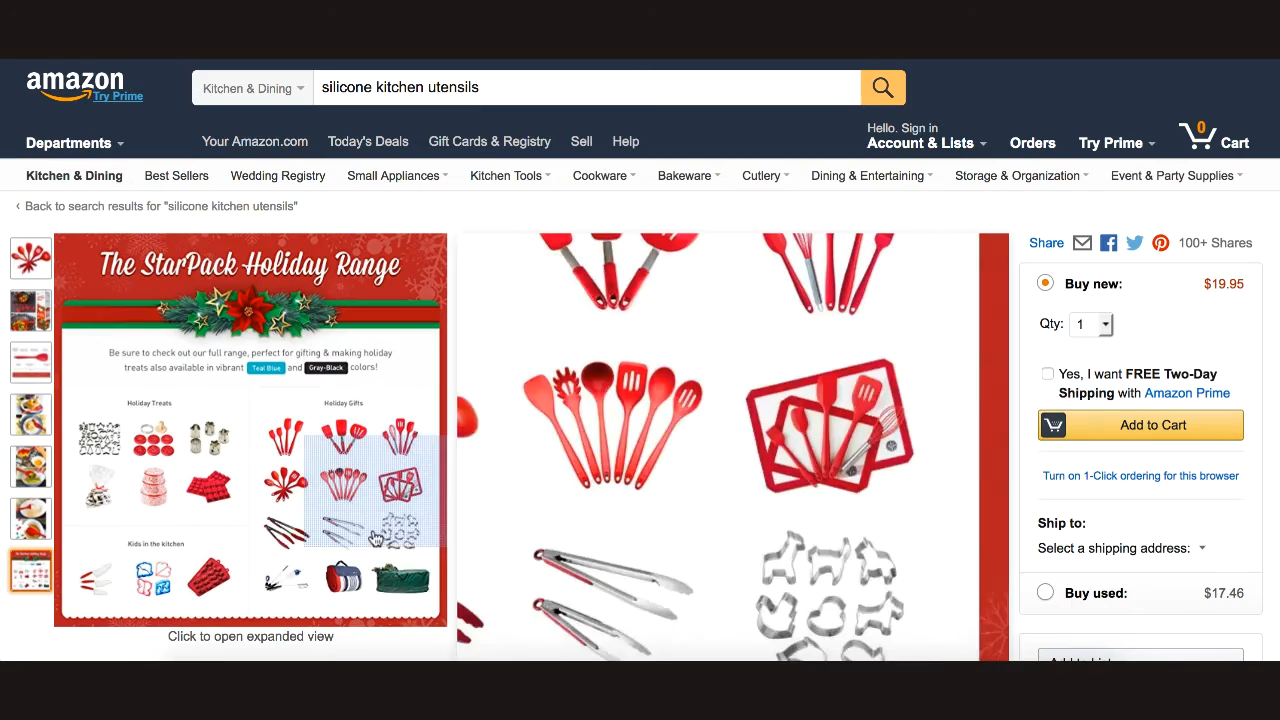 amazon
Try Prime
Kitchen & Dining
silicone kitchen utensils
Departments
Your Amazon.com
Today's Deals
Gift Cards & Registry
Sell
Help
Hello. Sign in
Account & Lists
Orders
Try Prime
0
Cart
Kitchen & Dining
Best Sellers
Wedding Registry
Small Appliances
Kitchen Tools
Cookware
Bakeware
Cutlery
Dining & Entertaining
Storage & Organization
Event & Party Supplies
‹ Back to search results for "silicone kitchen utensils"
The StarPack Holiday Range
Be sure to check out our full range, perfect for gifting & making holiday
treats also available in vibrant Teal Blue and Gray-Black colors!
Holiday Treats
Holiday Gifts
Kids in the kitchen
Click to open expanded view
Share
100+ Shares
Buy new:
$19.95
Qty: 1
Yes, I want FREE Two-Day
Shipping with Amazon Prime
Add to Cart
Turn on 1-Click ordering for this browser
Ship to:
Select a shipping address:
Buy used:
$17.46
Add to List